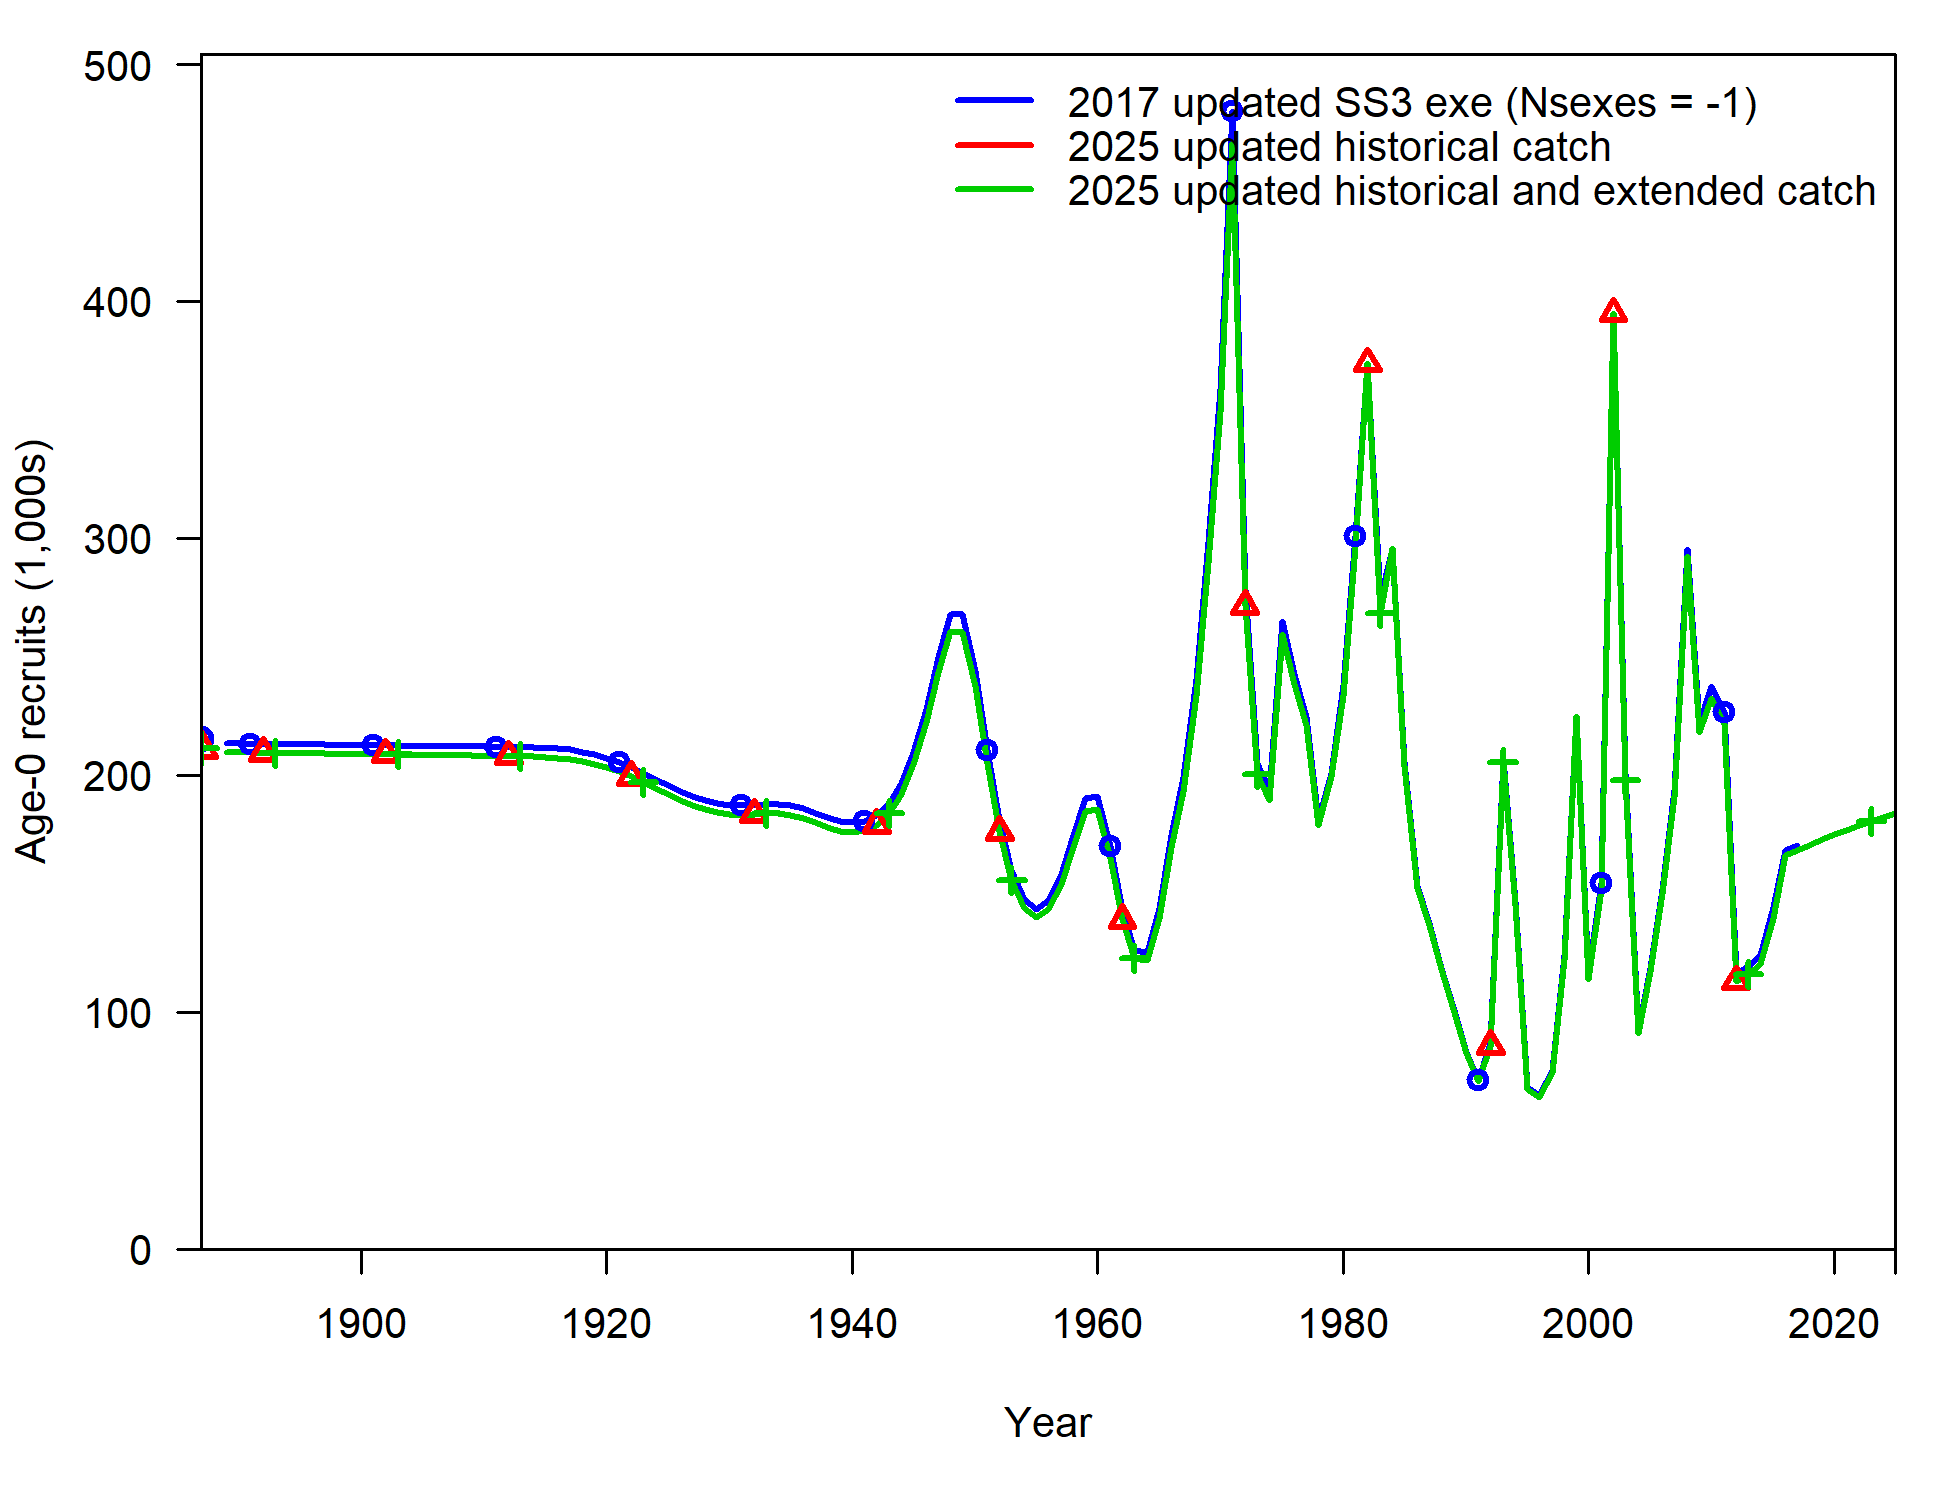 2017 updated SS3 exe (Nsexes = -1)
2025 updated historical catch
2025 updated historical and extended catch
Age-0 recruits (1,000s)
500
400
300
200
100
0
1900 1920 1940 1960 1980 2000 2020
Year